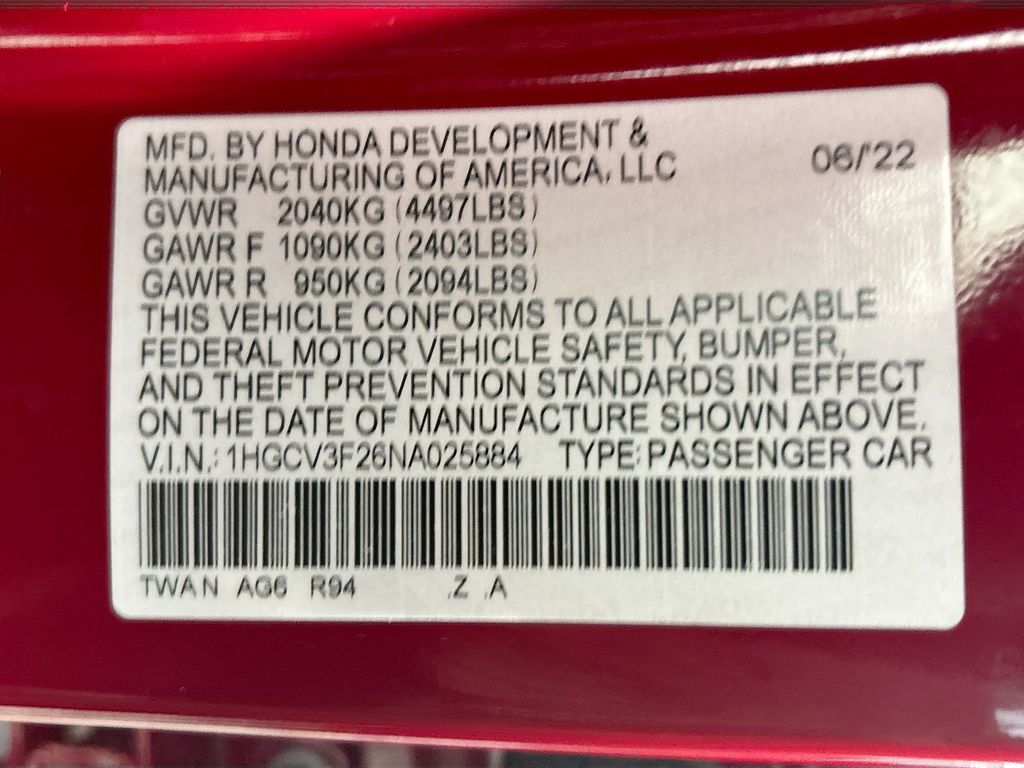 MFD. BY HONDA DEVELOPMENT &
MANUFACTURING OF AMERICA, LLC 06/'22
GVWR 2040KG (4497LBS)
GAWR F 1090KG (2403LBS)
GAWR R 950KG (2094LBS)
THIS VEHICLE CONFORMS TO ALL APPLICABLE
FEDERAL MOTOR VEHICLE SAFETY, BUMPER,
AND THEFT PREVENTION STANDARDS IN EFFECT
ON THE DATE OF MANUFACTURE SHOWN ABOVE.
V.I.N.: 1HGCV3F26NA025884 TYPE: PASSENGER CAR
TWAN AG6 R94 .Z .A